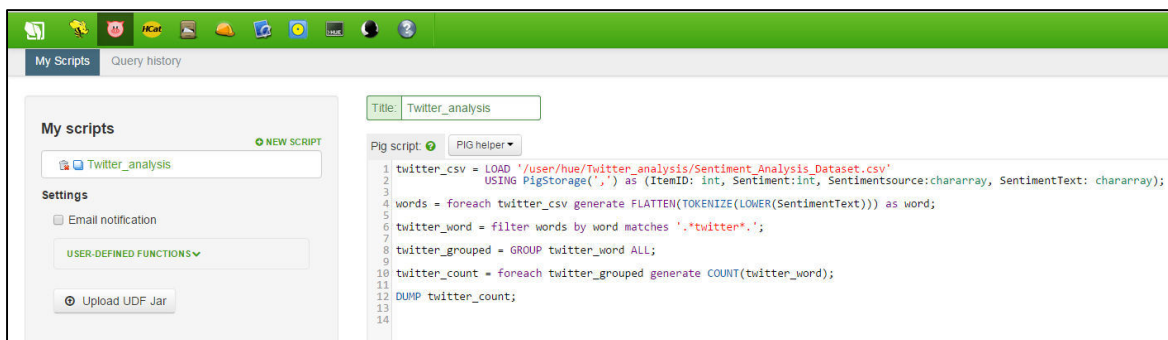 HCat
HUE
My Scripts Query history
My scripts
NEW SCRIPT
Twitter_analysis
Settings
Email notification
USER-DEFINED FUNCTIONS
Upload UDF Jar
Title: Twitter_analysis
Pig script: PIG helper
1 twitter_csv = LOAD '/user/hue/Twitter_analysis/Sentiment_Analysis_Dataset.csv'
2 USING PigStorage(',') as (ItemID: int, Sentiment:int, Sentimentsource:chararray, SentimentText: chararray);
3
4 words = foreach twitter_csv generate FLATTEN(TOKENIZE(LOWER(SentimentText))) as word;
5
6 twitter_word = filter words by word matches '.*twitter*.';
7
8 twitter_grouped = GROUP twitter_word ALL;
9
10 twitter_count = foreach twitter_grouped generate COUNT(twitter_word);
11
12 DUMP twitter_count;
13
14